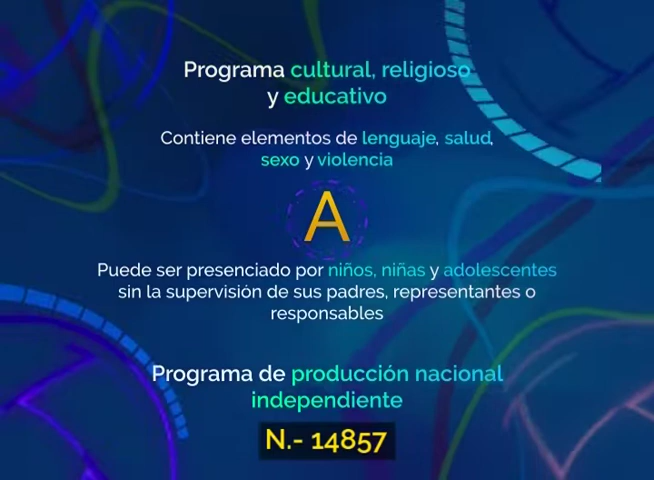 Programa cultural, religioso
y educativo
Contiene elementos de lenguaje, salud,
sexo y violencia
A
Puede ser presenciado por niños, niñas y adolescentes
sin la supervisión de sus padres, representantes o
responsables
Programa de producción nacional
independiente
N.- 14857